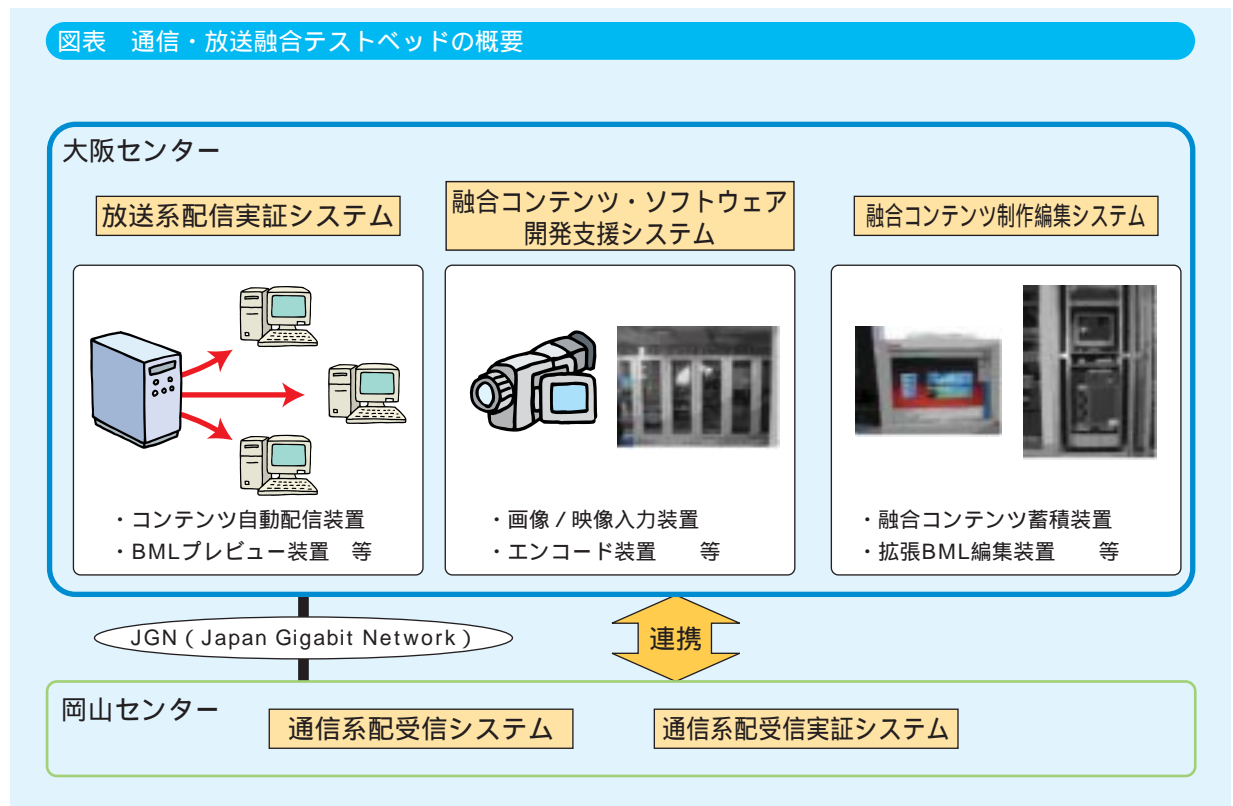 図表　通信・放送融合テストベッドの概要
大阪センター
放送系配信実証システム
融合コンテンツ・ソフトウェア
開発支援システム
融合コンテンツ制作編集システム
・コンテンツ自動配信装置
・BMLプレビュー装置　等
・画像／映像入力装置
・エンコード装置　　等
・融合コンテンツ蓄積装置
・拡張BML編集装置　　等
JGN（Japan Gigabit Network）
連携
岡山センター
通信系配受信システム
通信系配受信実証システム